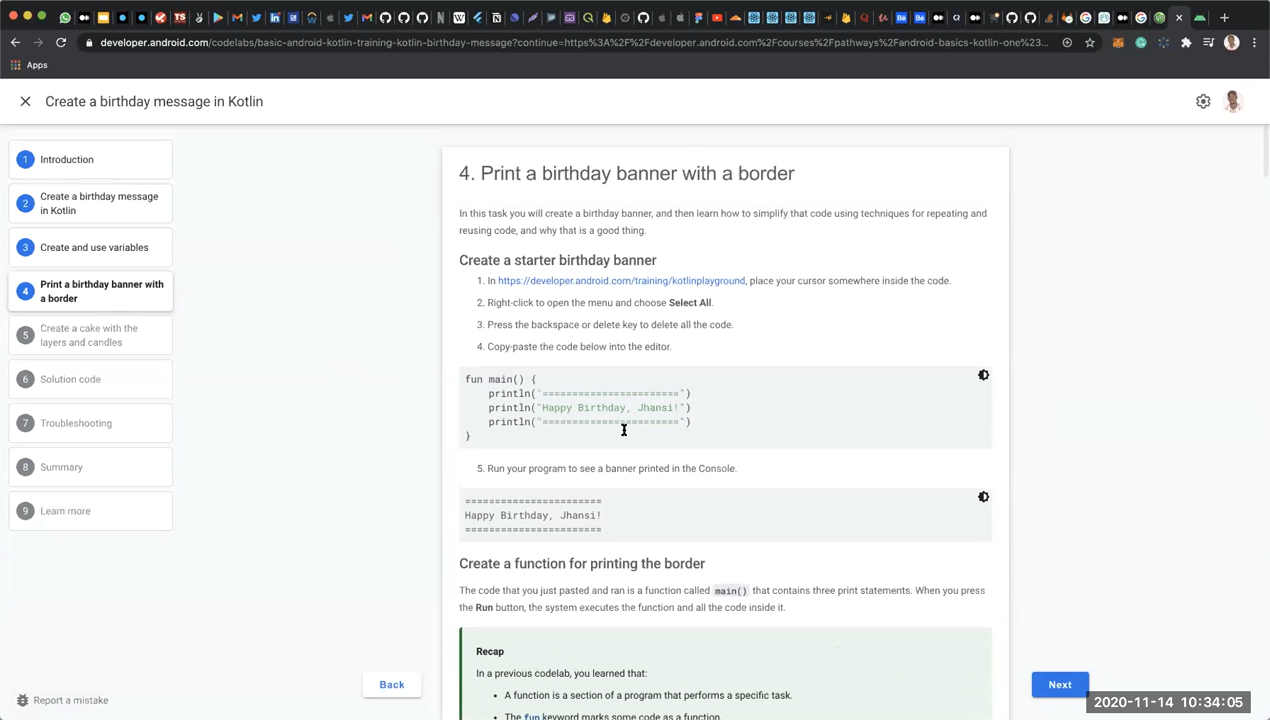 developer.android.com/codelabs/basic-android-kotlin-training-kotlin-birthday-message?continue=https%3A%2F%2Fdeveloper.android.com%2Fcourses%2Fpathways%2Fandroid-basics-kotlin-one%23...
Apps
Create a birthday message in Kotlin
1 Introduction
2 Create a birthday message
in Kotlin
3 Create and use variables
4 Print a birthday banner with
a border
5 Create a cake with the
layers and candles
6 Solution code
7 Troubleshooting
8 Summary
9 Learn more
Report a mistake
4. Print a birthday banner with a border
In this task you will create a birthday banner, and then learn how to simplify that code using techniques for repeating and
reusing code, and why that is a good thing.
Create a starter birthday banner
1. In https://developer.android.com/training/kotlinplayground, place your cursor somewhere inside the code.
2. Right-click to open the menu and choose Select All.
3. Press the backspace or delete key to delete all the code.
4. Copy-paste the code below into the editor.
fun main() {
println("=======================")
println("Happy Birthday, Jhansi!")
println("=======================")
}
5. Run your program to see a banner printed in the Console.
=======================
Happy Birthday, Jhansi!
=======================
Create a function for printing the border
The code that you just pasted and ran is a function called main() that contains three print statements. When you press
the Run button, the system executes the function and all the code inside it.
Recap
In a previous codelab, you learned that:
• A function is a section of a program that performs a specific task.
• The fun keyword marks some code as a function.
Back
Next
2020-11-14 10:34:05